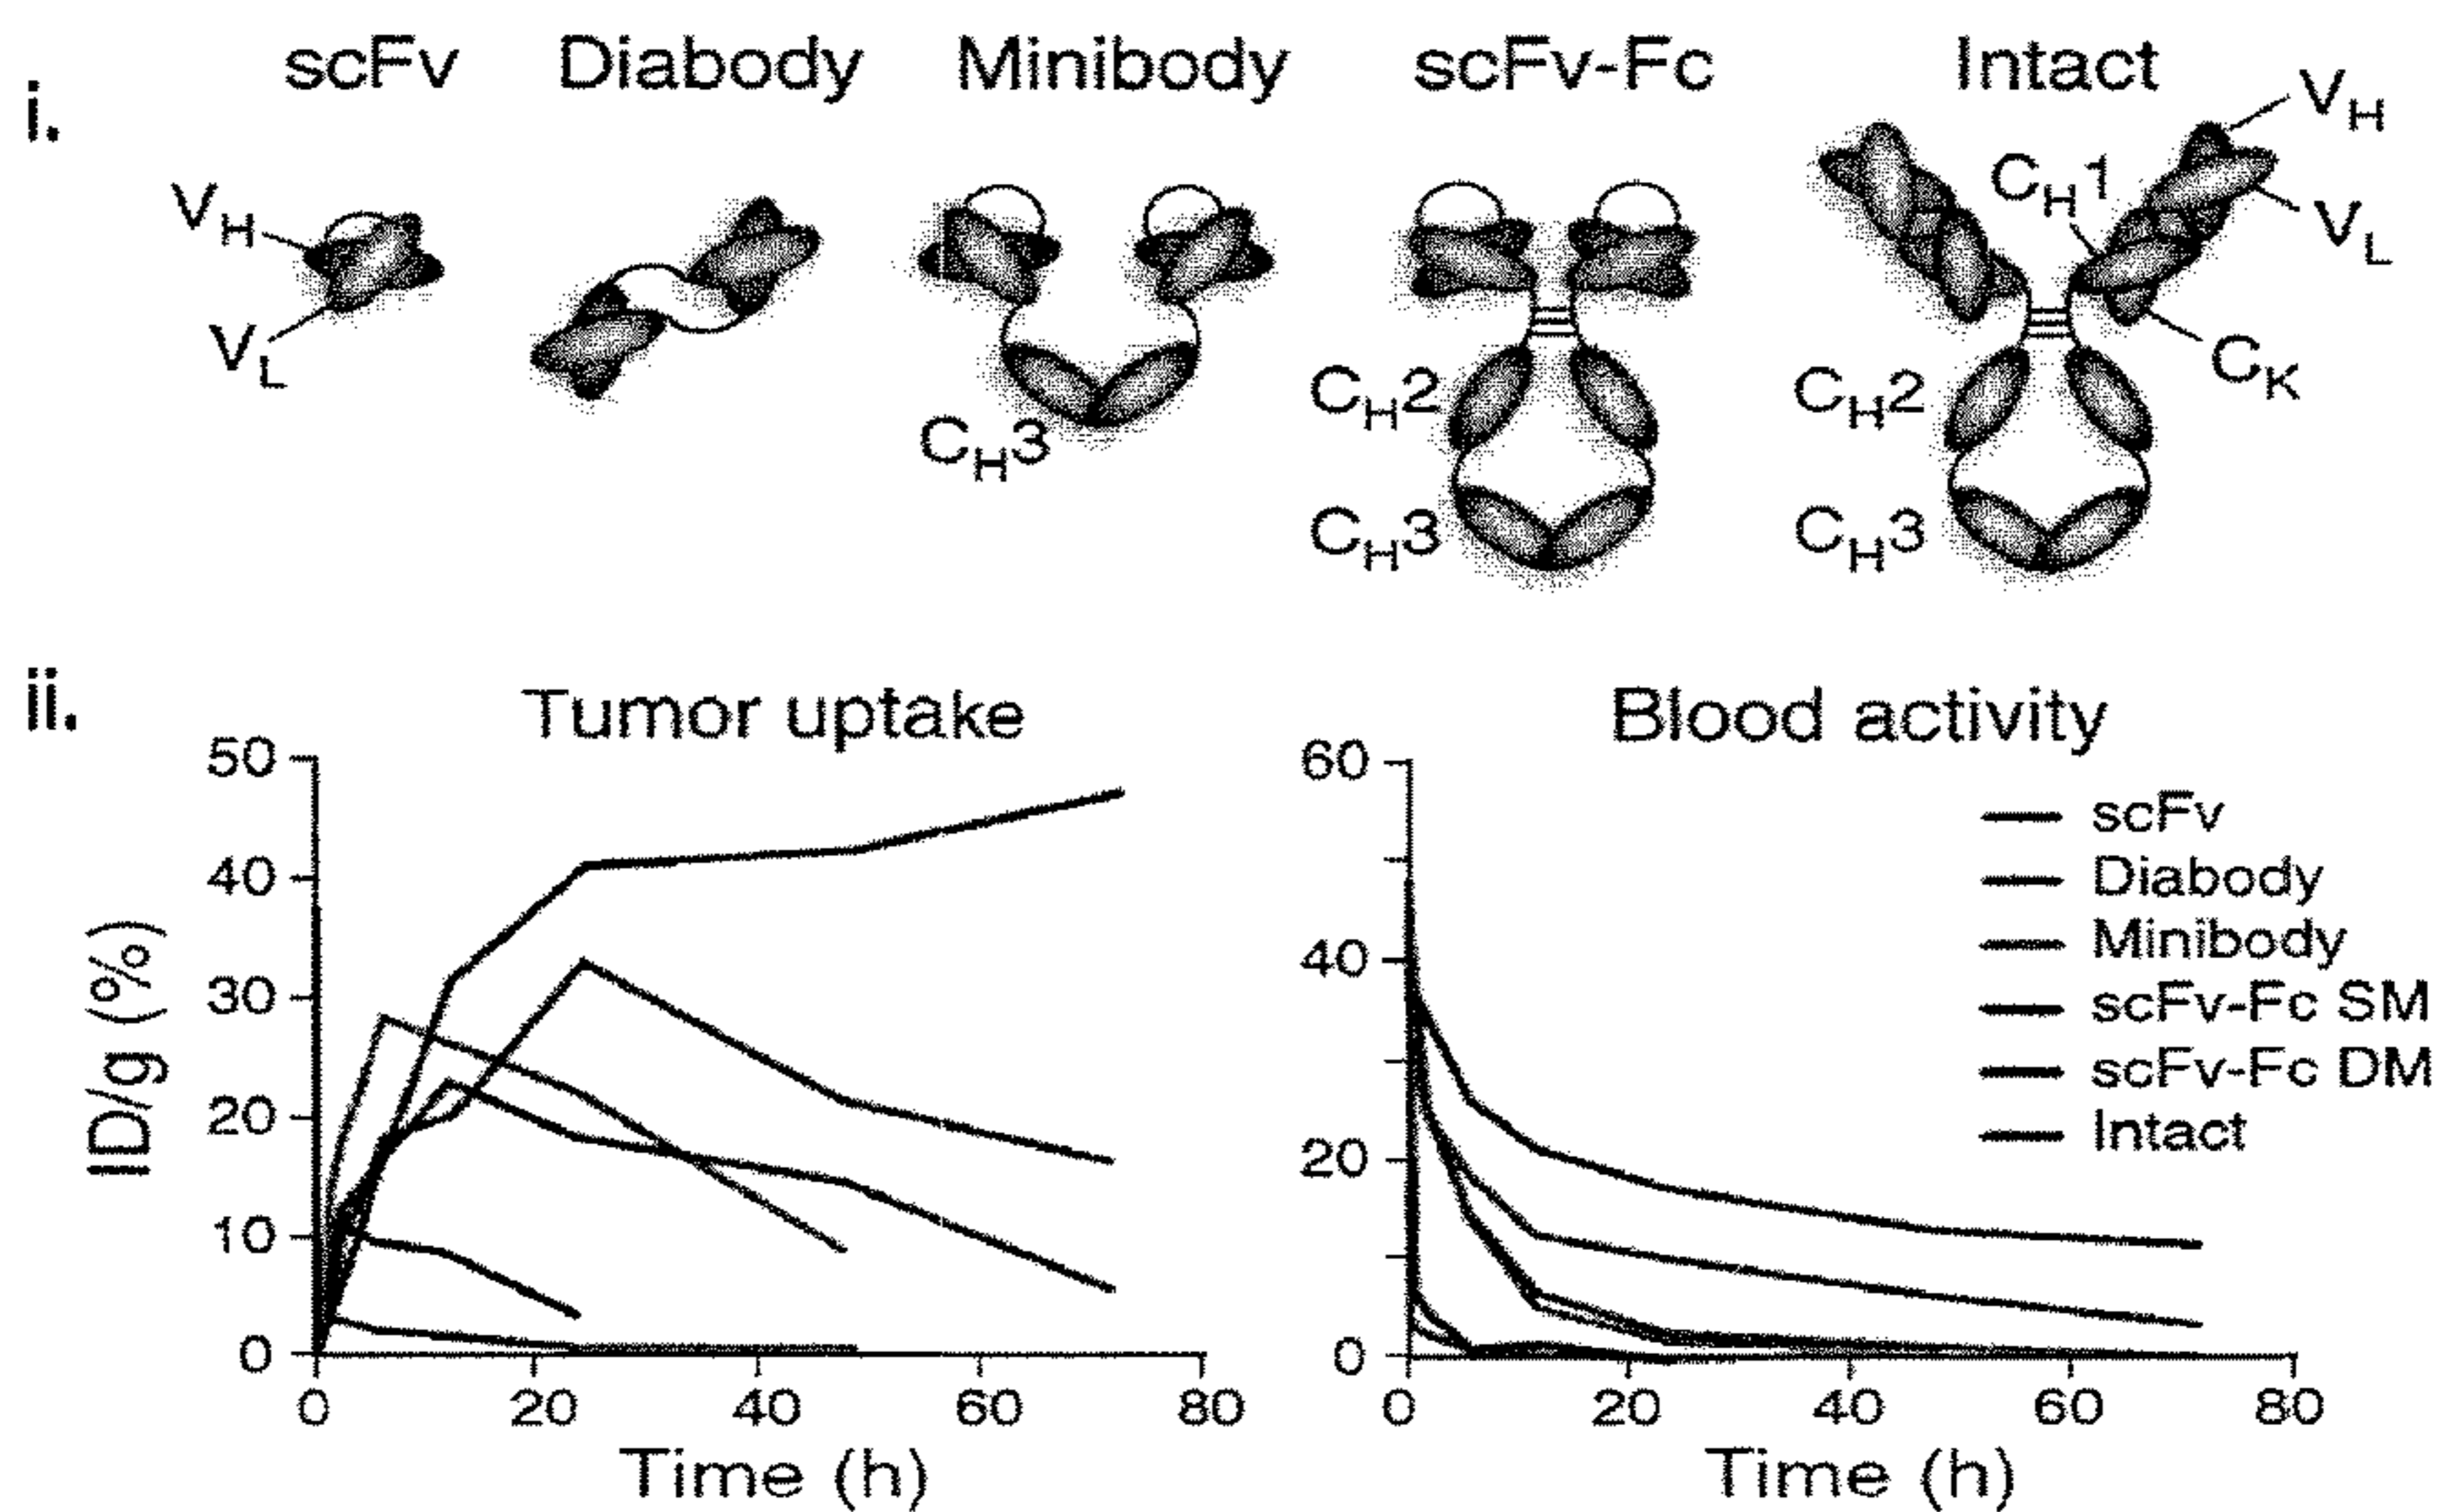 i.
scFv Diabody Minibody scFv-Fc Intact
VH
VL
CH3
CH2
CH3
CH1
VH
VL
CK
CH2
CH3
ii.
Tumor uptake
ID/g (%)
50
40
30
20
10
0
0 20 40 60 80
Time (h)
Blood activity
60
40
20
0
0 20 40 60 80
Time (h)
scFv
Diabody
Minibody
scFv-Fc SM
scFv-Fc DM
Intact